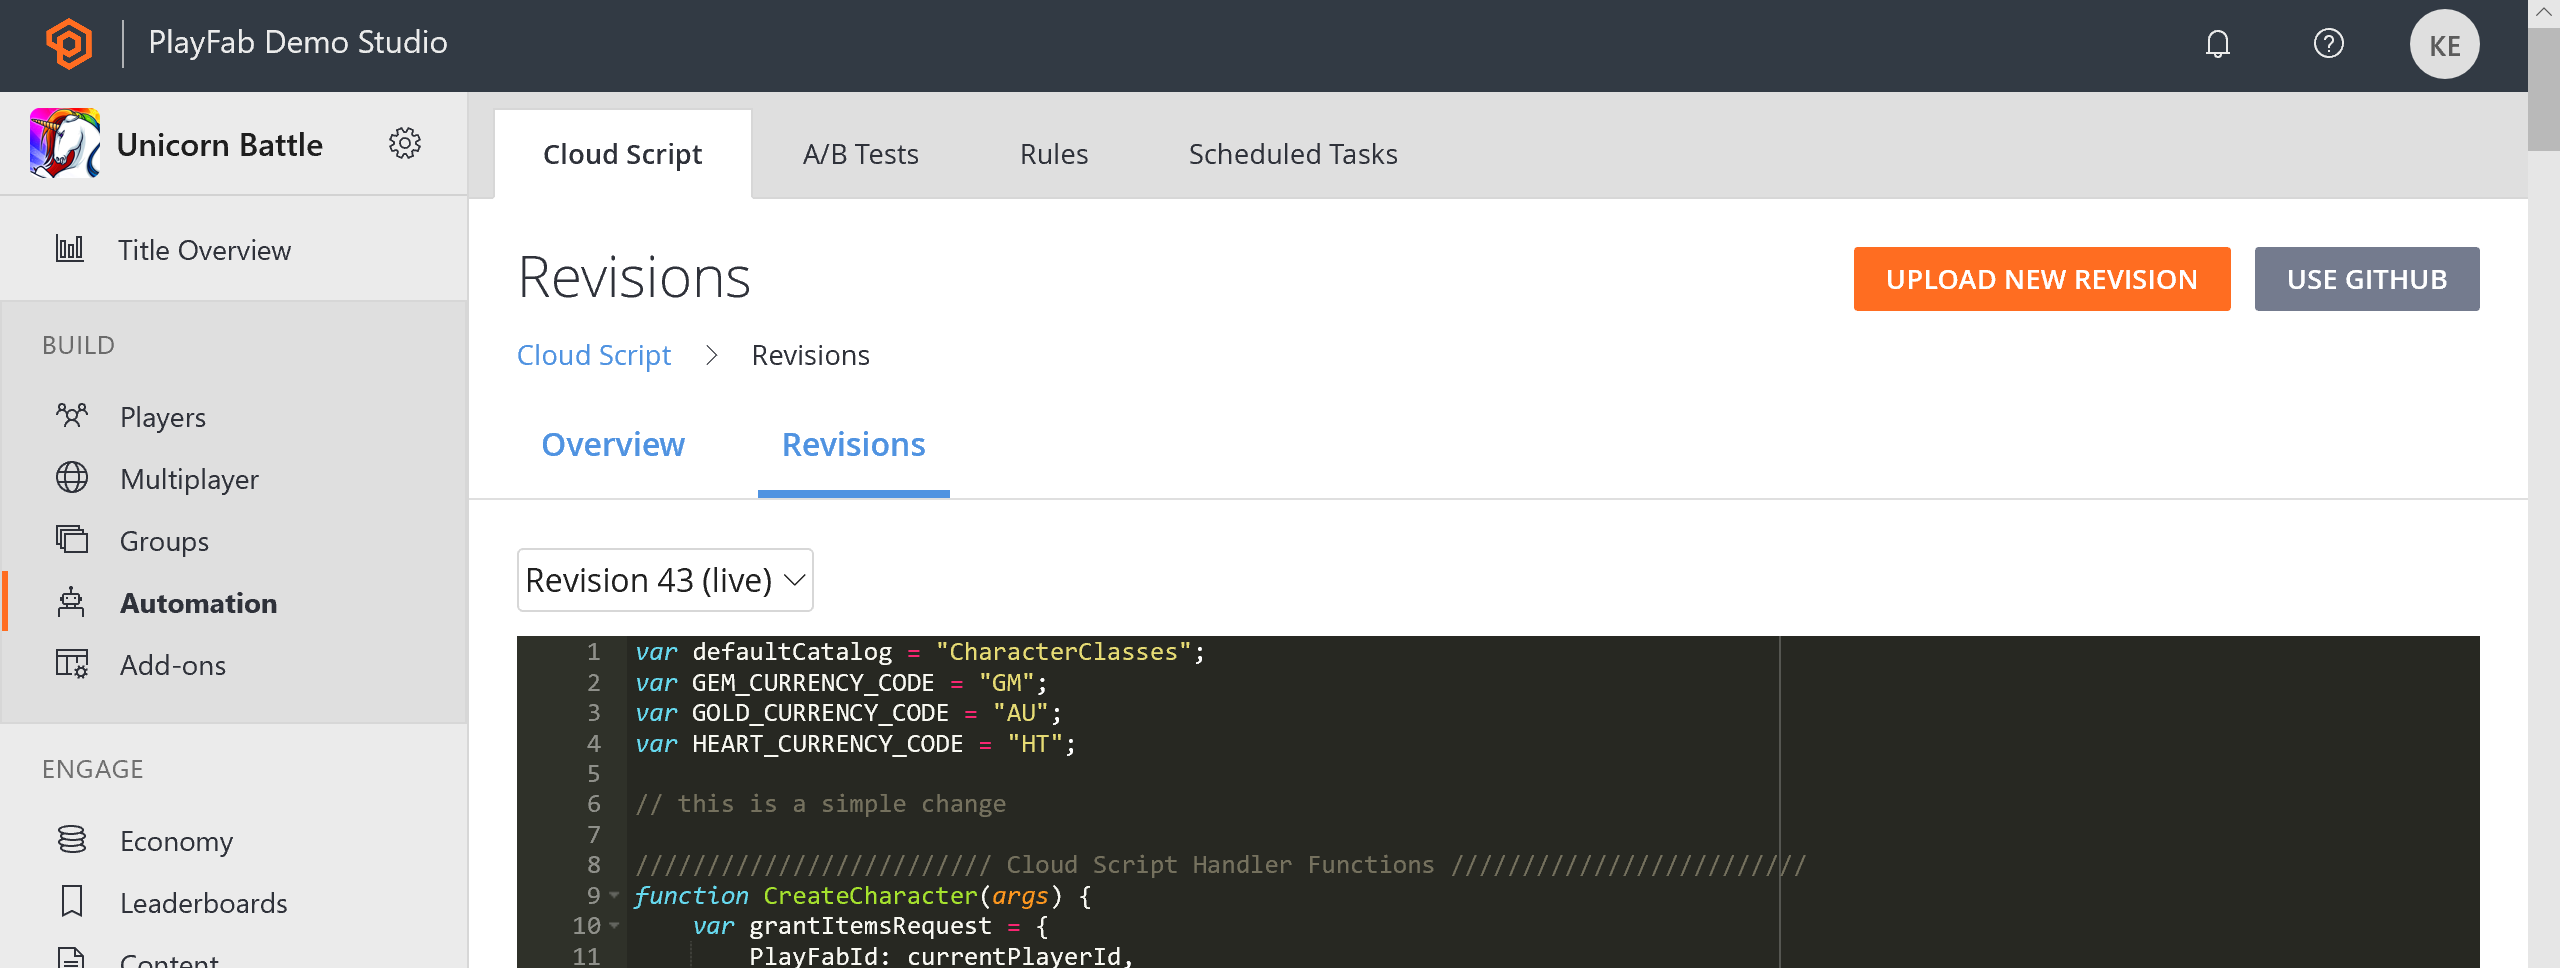 PlayFab Demo Studio
KE
Unicorn Battle
Cloud Script
A/B Tests
Rules
Scheduled Tasks
Title Overview
BUILD
Players
Multiplayer
Groups
Automation
Add-ons
ENGAGE
Economy
Leaderboards
Content
Revisions
UPLOAD NEW REVISION
USE GITHUB
Cloud Script > Revisions
Overview
Revisions
Revision 43 (live)
1 var defaultCatalog = "CharacterClasses";
2 var GEM_CURRENCY_CODE = "GM";
3 var GOLD_CURRENCY_CODE = "AU";
4 var HEART_CURRENCY_CODE = "HT";
5
6 // this is a simple change
7
8 ///////////////////////// Cloud Script Handler Functions /////////////////////////
9 function CreateCharacter(args) {
10 var grantItemsRequest = {
11 PlayFabId: currentPlayerId,